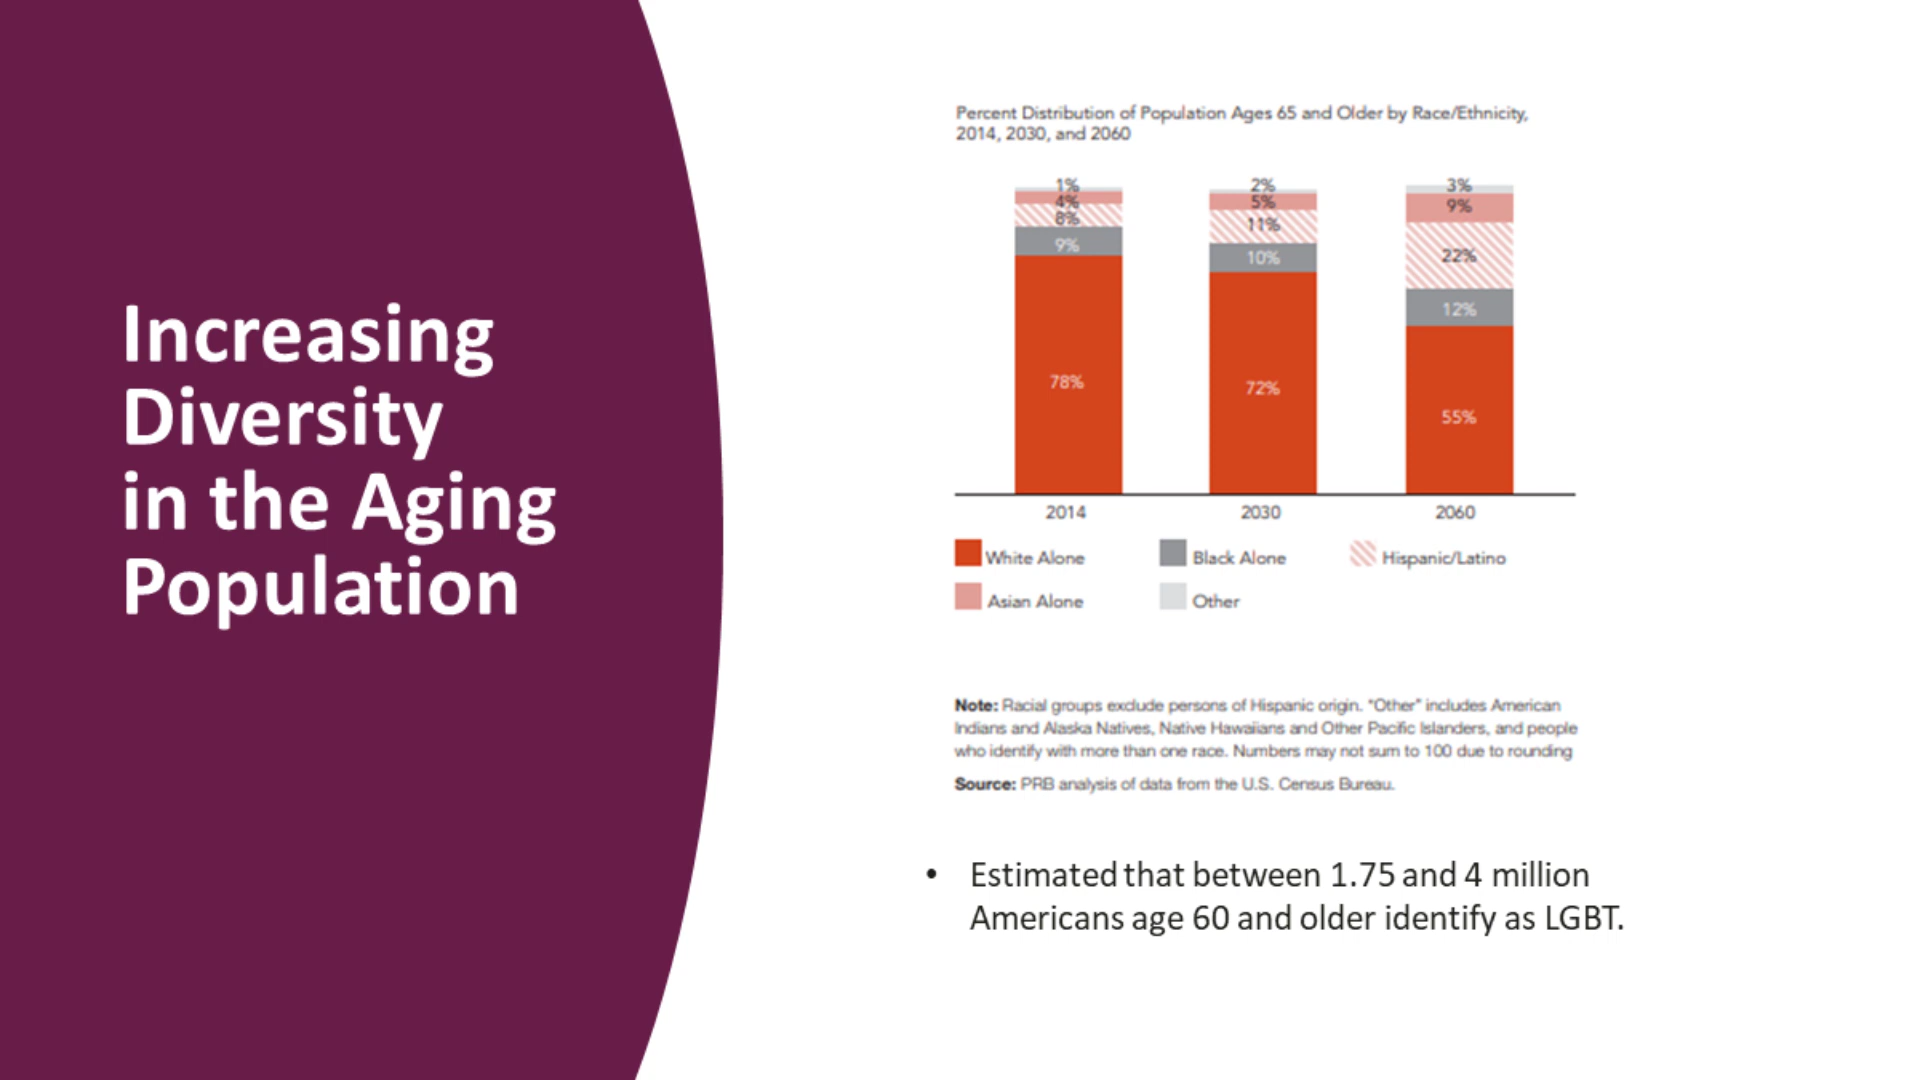 Increasing
Diversity
in the Aging
Population
Percent Distribution of Population Ages 65 and Older by Race/Ethnicity,
2014, 2030, and 2060
1% 2% 3%
4% 5% 9%
8% 11% 22%
9% 10% 12%
78% 72% 55%
2014 2030 2060
White Alone Black Alone Hispanic/Latino
Asian Alone Other
Note: Racial groups exclude persons of Hispanic origin. "Other" includes American
Indians and Alaska Natives, Native Hawaiians and Other Pacific Islanders, and people
who identify with more than one race. Numbers may not sum to 100 due to rounding
Source: PRB analysis of data from the U.S. Census Bureau.
• Estimated that between 1.75 and 4 million
Americans age 60 and older identify as LGBT.